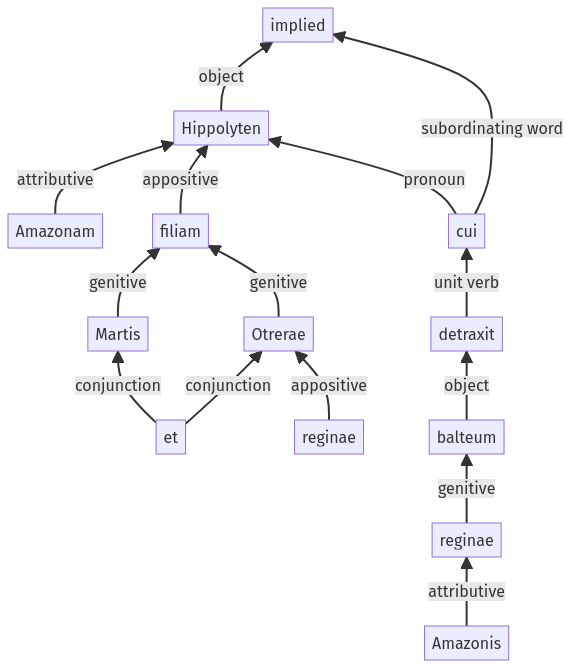 implied
object
subordinating word
Hippolyten
attributive
appositive
pronoun
Amazonam
filiam
cui
genitive
genitive
unit verb
Martis
Otrerae
detraxit
conjunction
conjunction
appositive
object
et
reginae
balteum
genitive
reginae
attributive
Amazonis